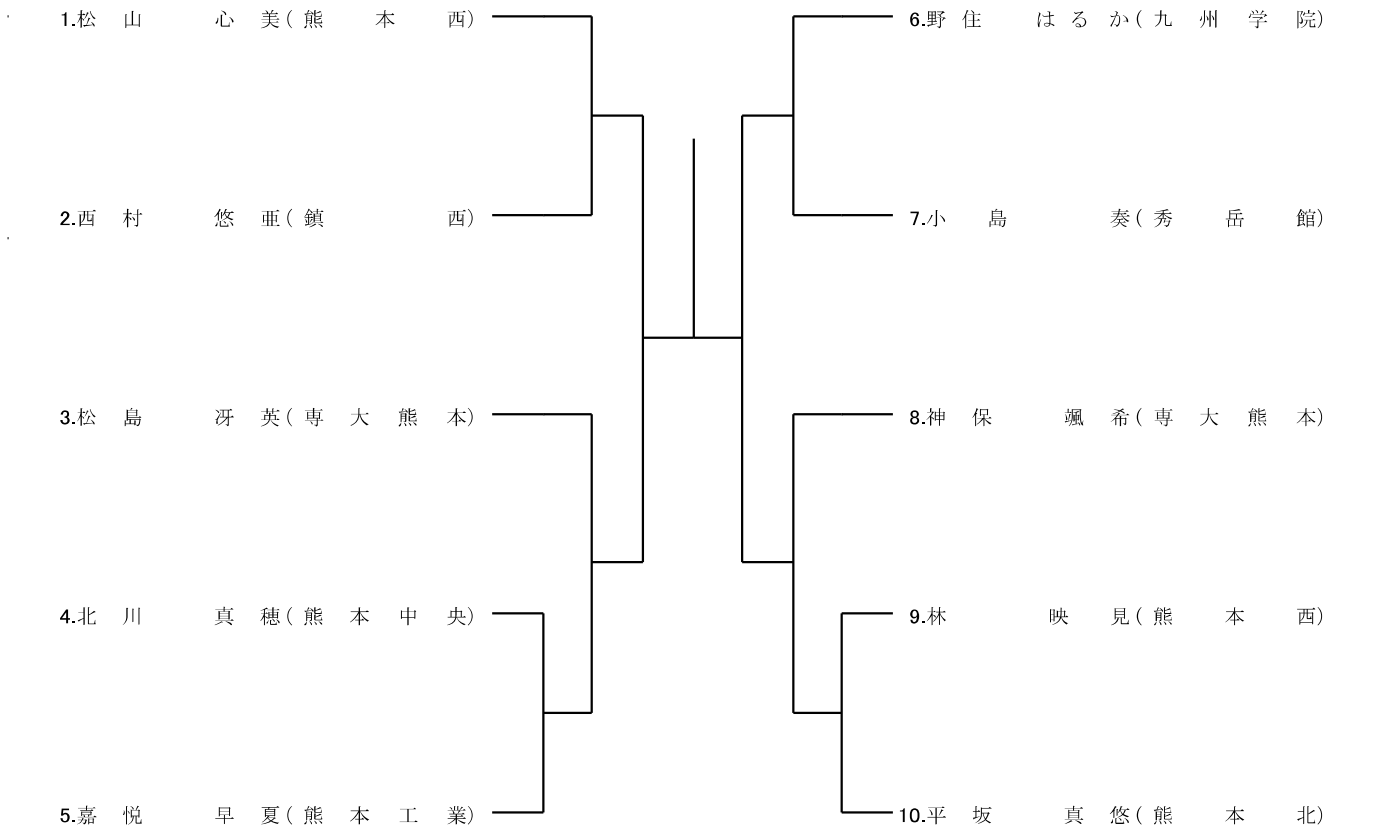 1.松山 心美(熊本西)
2.西村 悠亜(鎮西)
3.松島 冴英(専大熊本)
4.北川 真穂(熊本中央)
5.嘉悦 早夏(熊本工業)
6.野住 はるか(九州学院)
7.小島 奏(秀岳館)
8.神保 颯希(専大熊本)
9.林 映見(熊本西)
10.平坂 真悠(熊本北)